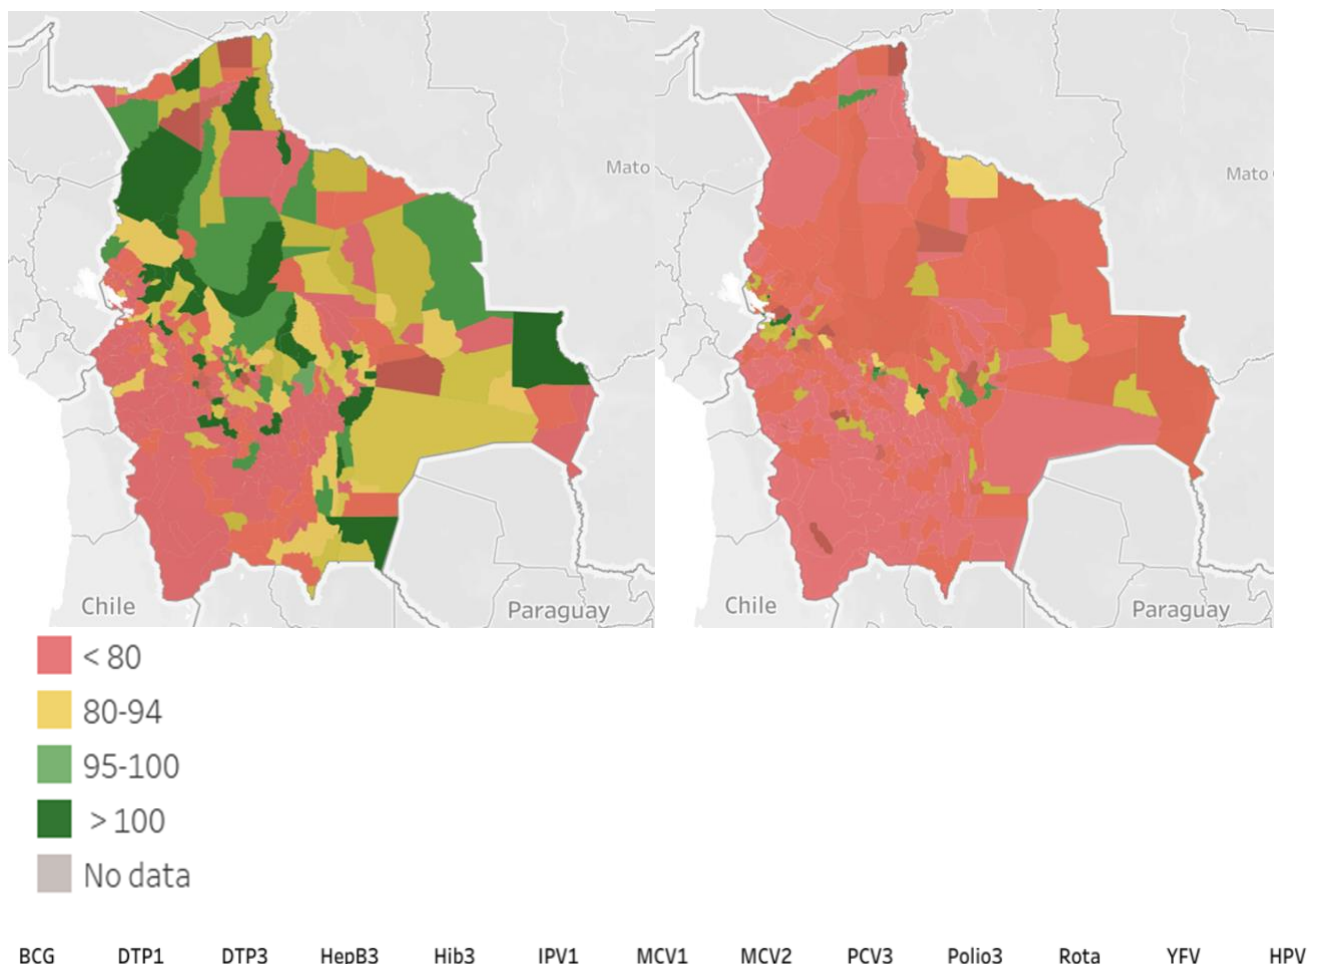 Mato
Mato
Chile
Paraguay
Chile
Paraguay
< 80
80-94
95-100
> 100
No data
BCG DTP1 DTP3 HepB3 Hib3 IPV1 MCV1 MCV2 PCV3 Polio3 Rota YFV HPV